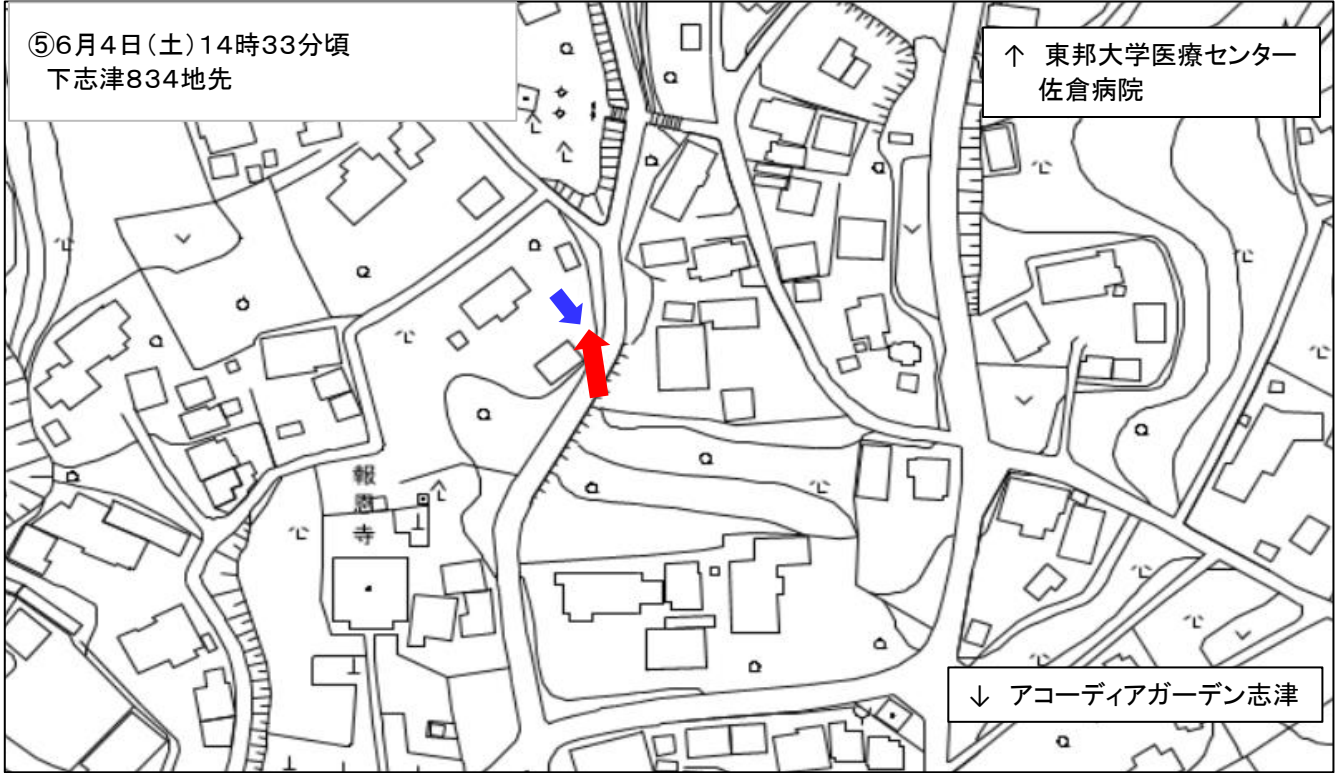 ⑤6月4日(土)14時33分頃
下志津834地先
↑ 東邦大学医療センター
佐倉病院
報
恩
寺
↓ アコーディアガーデン志津